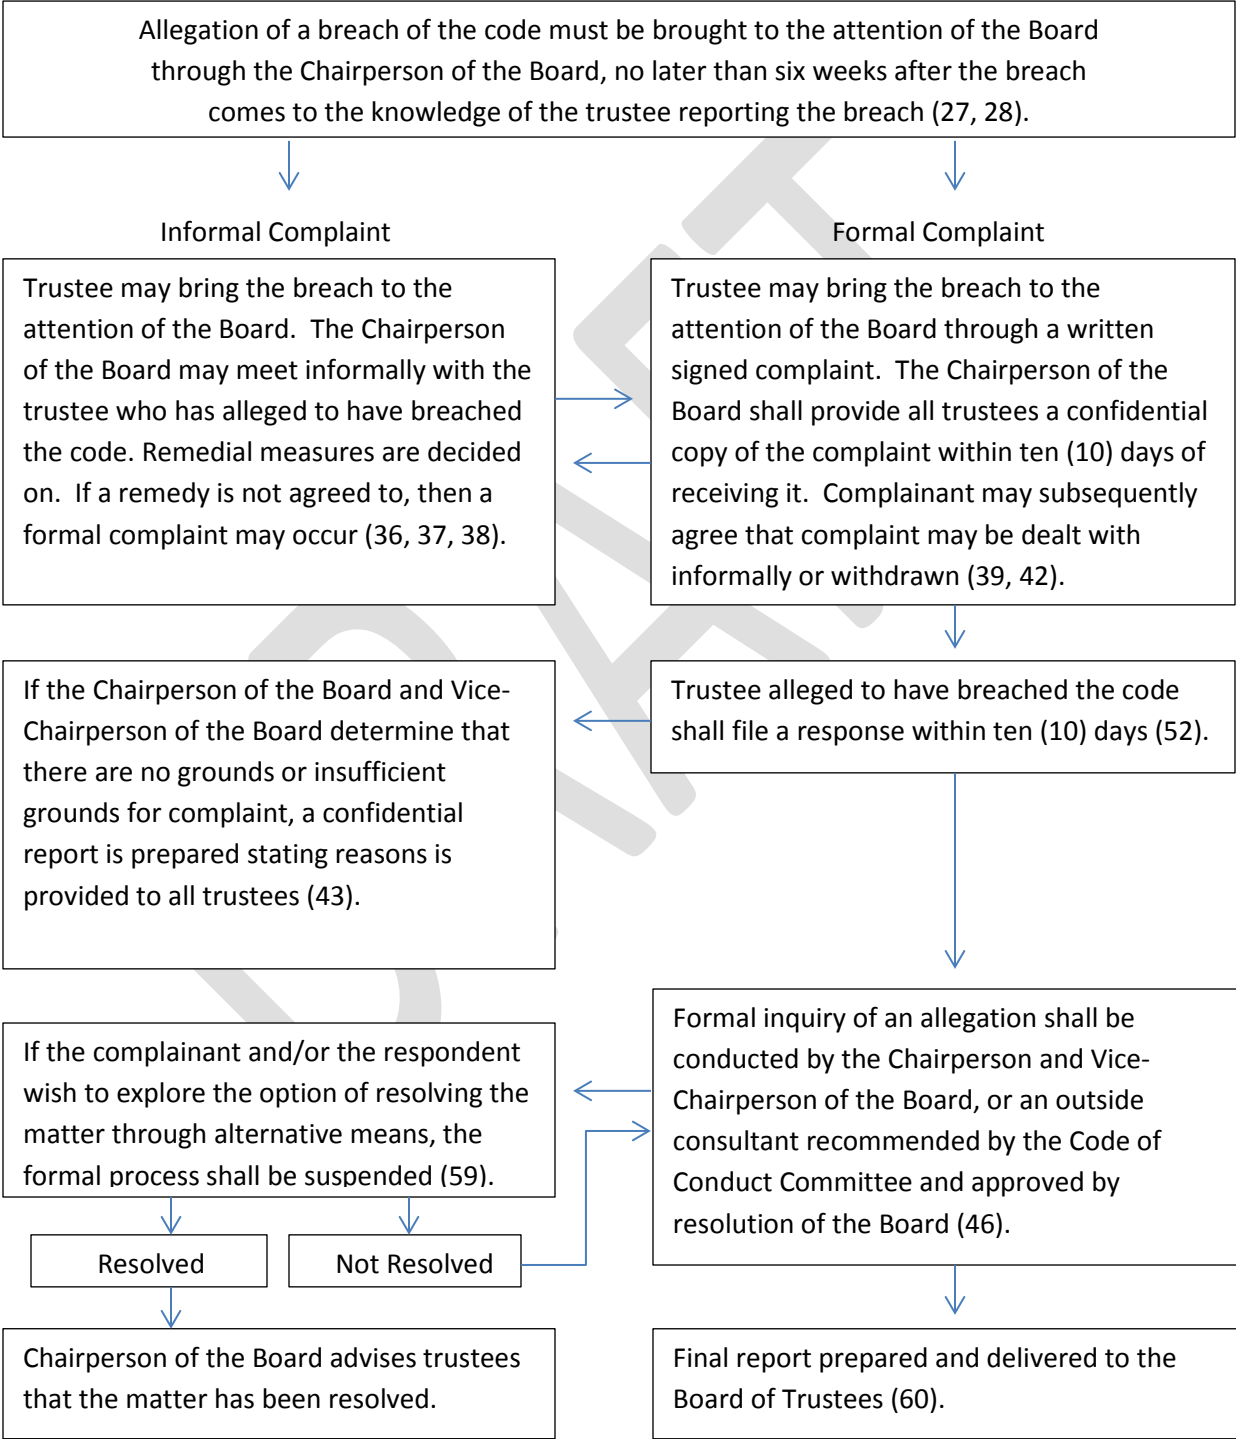 Allegation of a breach of the code must be brought to the attention of the Board
through the Chairperson of the Board, no later than six weeks after the breach
comes to the knowledge of the trustee reporting the breach (27, 28).
Informal Complaint
Trustee may bring the breach to the
attention of the Board.  The Chairperson
of the Board may meet informally with the
trustee who has alleged to have breached
the code. Remedial measures are decided
on.  If a remedy is not agreed to, then a
formal complaint may occur (36, 37, 38).
Formal Complaint
Trustee may bring the breach to the
attention of the Board through a written
signed complaint.  The Chairperson of the
Board shall provide all trustees a confidential
copy of the complaint within ten (10) days of
receiving it.  Complainant may subsequently
agree that complaint may be dealt with
informally or withdrawn (39, 42).
If the Chairperson of the Board and Vice-
Chairperson of the Board determine that
there are no grounds or insufficient
grounds for complaint, a confidential
report is prepared stating reasons is
provided to all trustees (43).
Trustee alleged to have breached the code
shall file a response within ten (10) days (52).
If the complainant and/or the respondent
wish to explore the option of resolving the
matter through alternative means, the
formal process shall be suspended (59).
Formal inquiry of an allegation shall be
conducted by the Chairperson and Vice-
Chairperson of the Board, or an outside
consultant recommended by the Code of
Conduct Committee and approved by
resolution of the Board (46).
Resolved
Not Resolved
Chairperson of the Board advises trustees
that the matter has been resolved.
Final report prepared and delivered to the
Board of Trustees (60).
DRAFT